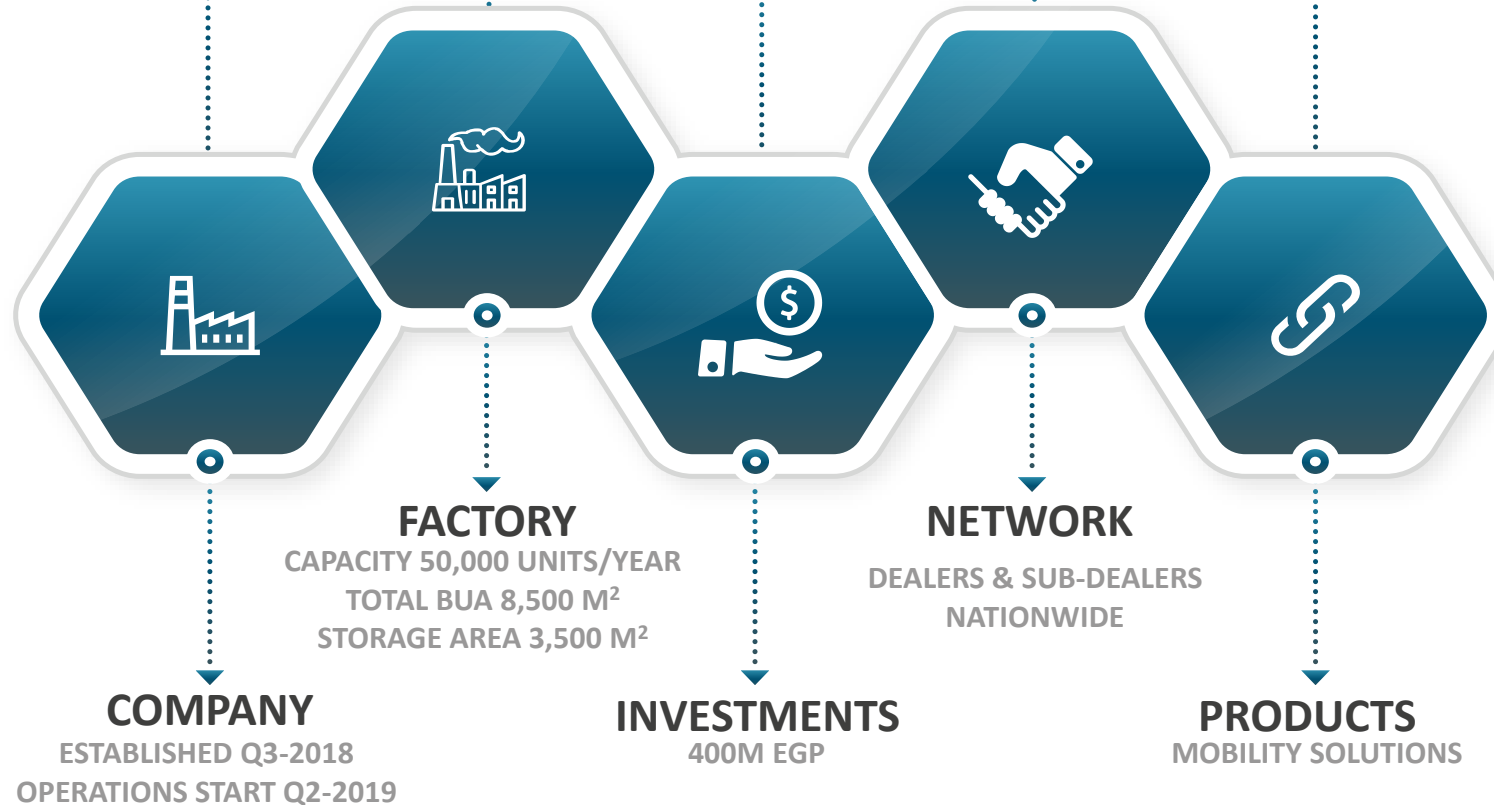 COMPANY
ESTABLISHED Q3-2018
OPERATIONS START Q2-2019
FACTORY
CAPACITY 50,000 UNITS/YEAR
TOTAL BUA 8,500 M²
STORAGE AREA 3,500 M²
INVESTMENTS
400M EGP
NETWORK
DEALERS & SUB-DEALERS
NATIONWIDE
PRODUCTS
MOBILITY SOLUTIONS